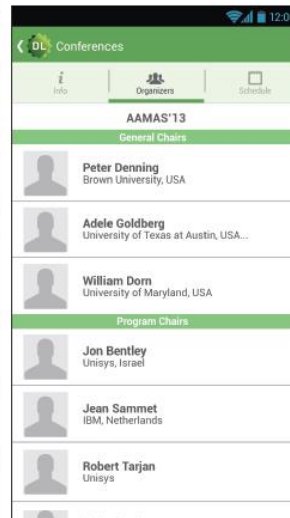 12:0
DL Conferences
i
Info
Organizers
Schedule
AAMAS'13
General Chairs
Peter Denning
Brown University, USA
Adele Goldberg
University of Texas at Austin, USA...
William Dorn
University of Maryland, USA
Program Chairs
Jon Bentley
Unisys, Israel
Jean Sammet
IBM, Netherlands
Robert Tarjan
Unisys